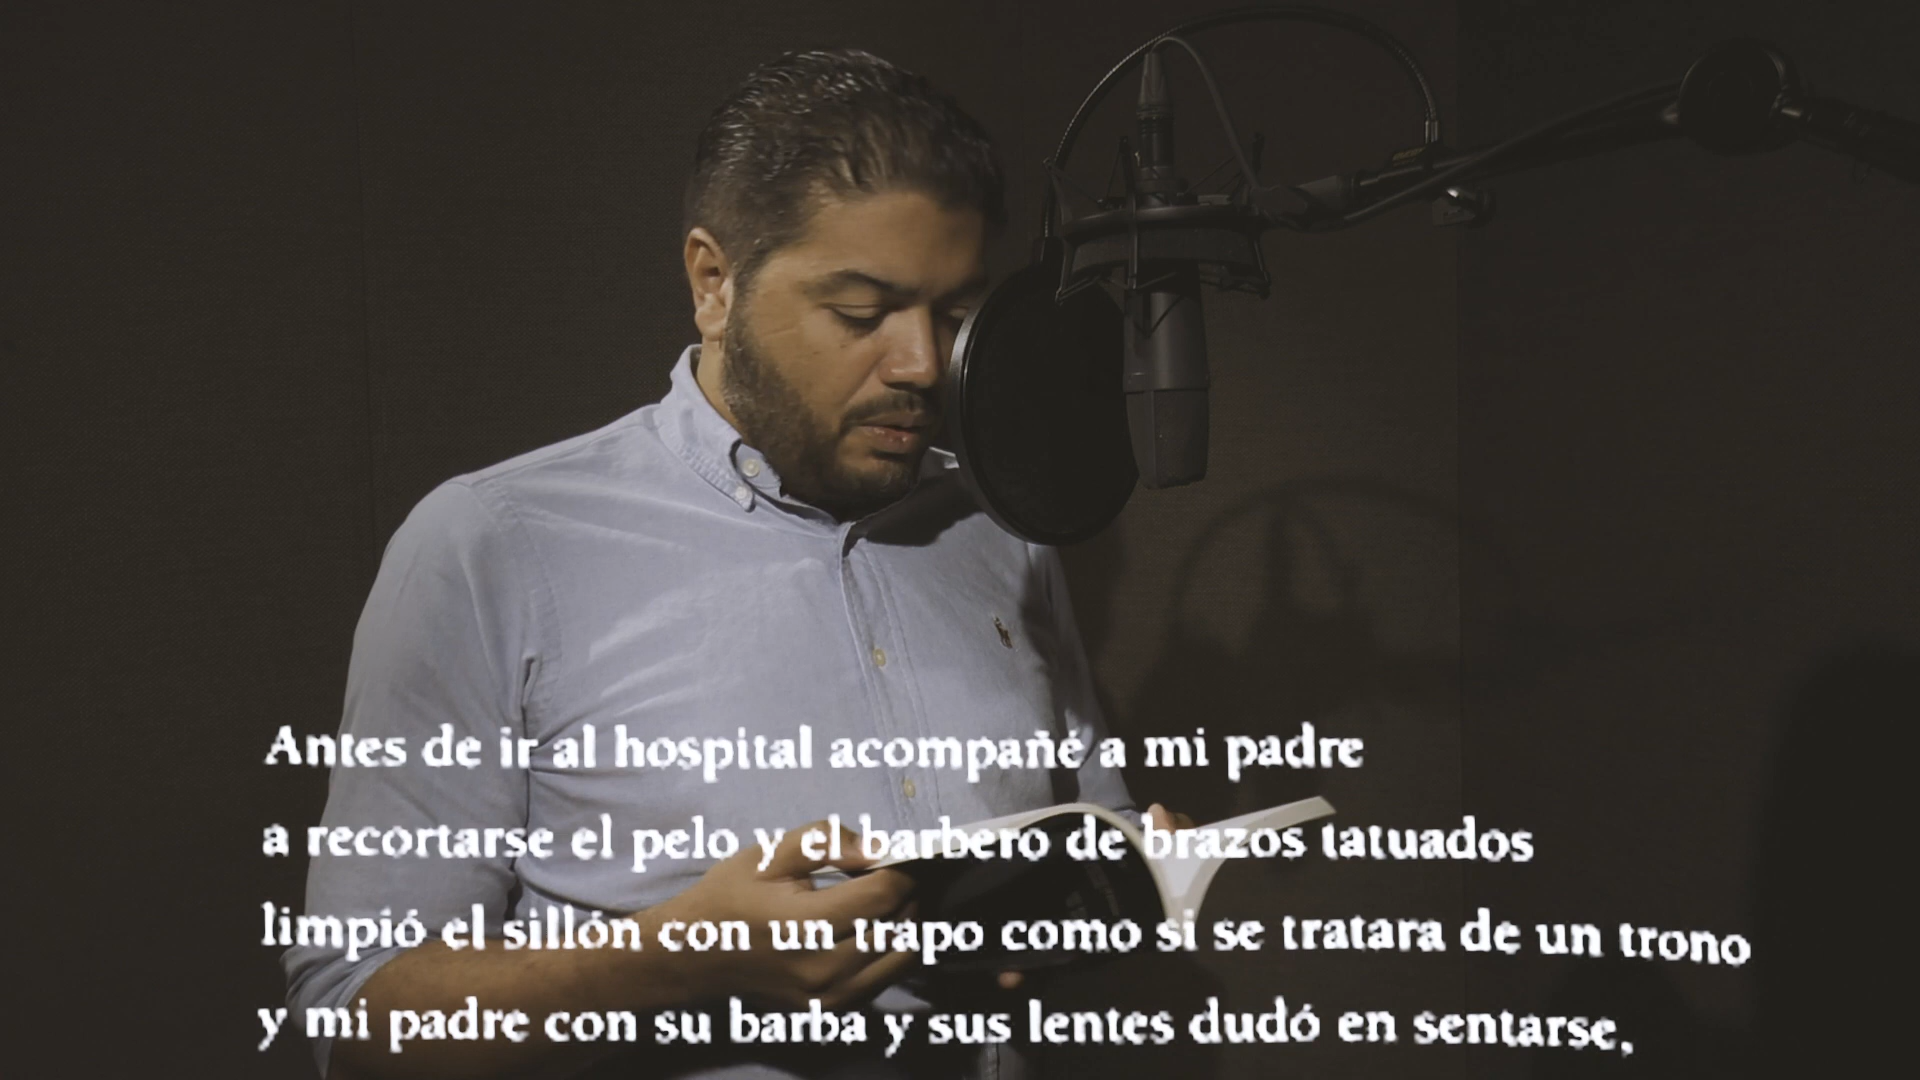 Antes de ir al hospital acompañé a mi padre
a recortarse el pelo y el barbero de brazos tatuados
limpió el sillón con un trapo como si se tratara de un trono
y mi padre con su barba y sus lentes dudó en sentarse,